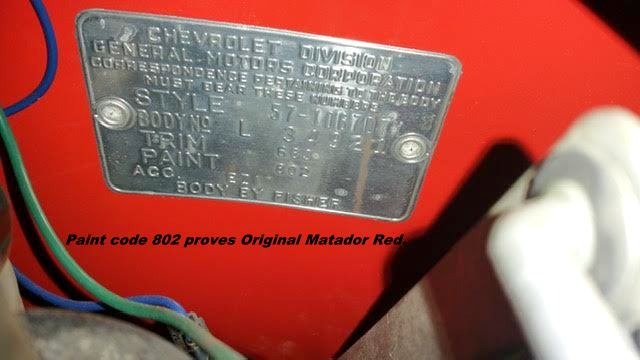 CHEVROLET DIVISION
GENERAL MOTORS CORPORATION
CORRESPONDENCE PERTAINING TO THE BODY
MUST BEAR THESE NUMBERS
STYLE
BODY NO L
TRIM
PAINT 802
ACC.
BODY BY FISHER
Paint code 802 proves Original Matador Red.